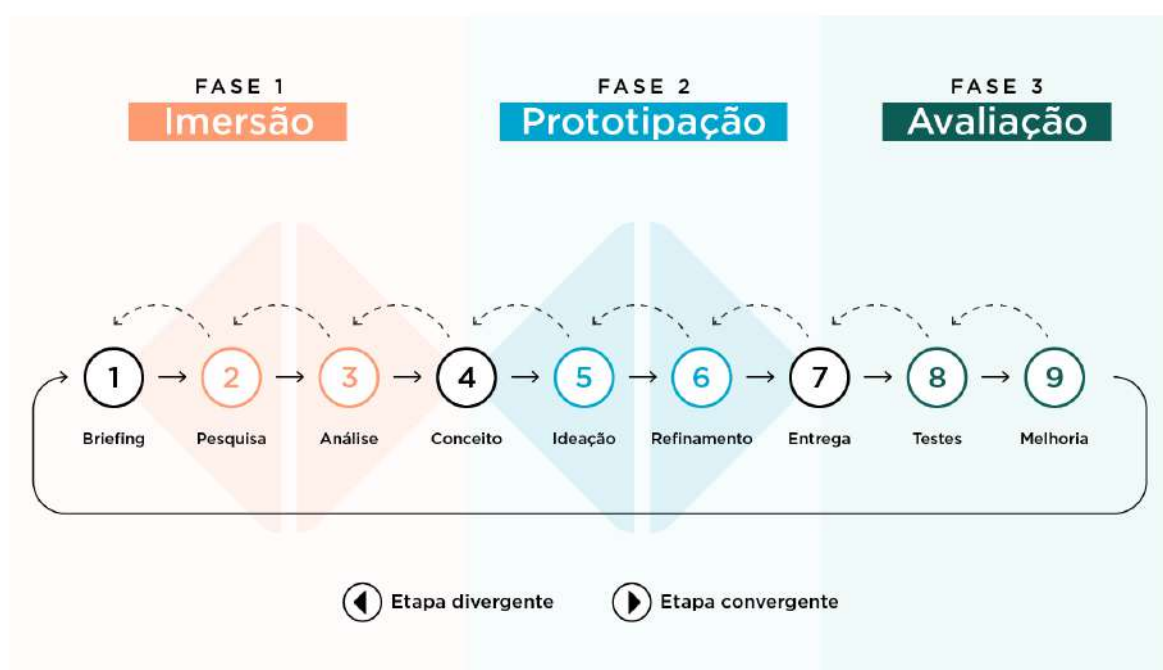 FASE 1
Imersão
FASE 2
Prototipação
FASE 3
Avaliação
1
2
3
4
5
6
7
8
9
Briefing
Pesquisa
Análise
Conceito
Ideação
Refinamento
Entrega
Testes
Melhoria
Etapa divergente
Etapa convergente